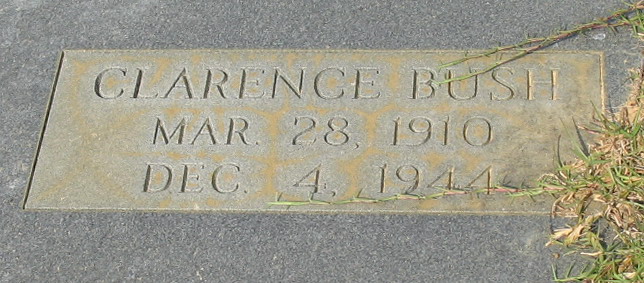 CLARENCE BUSH
MAR. 28, 1910
DEC. 4, 1944